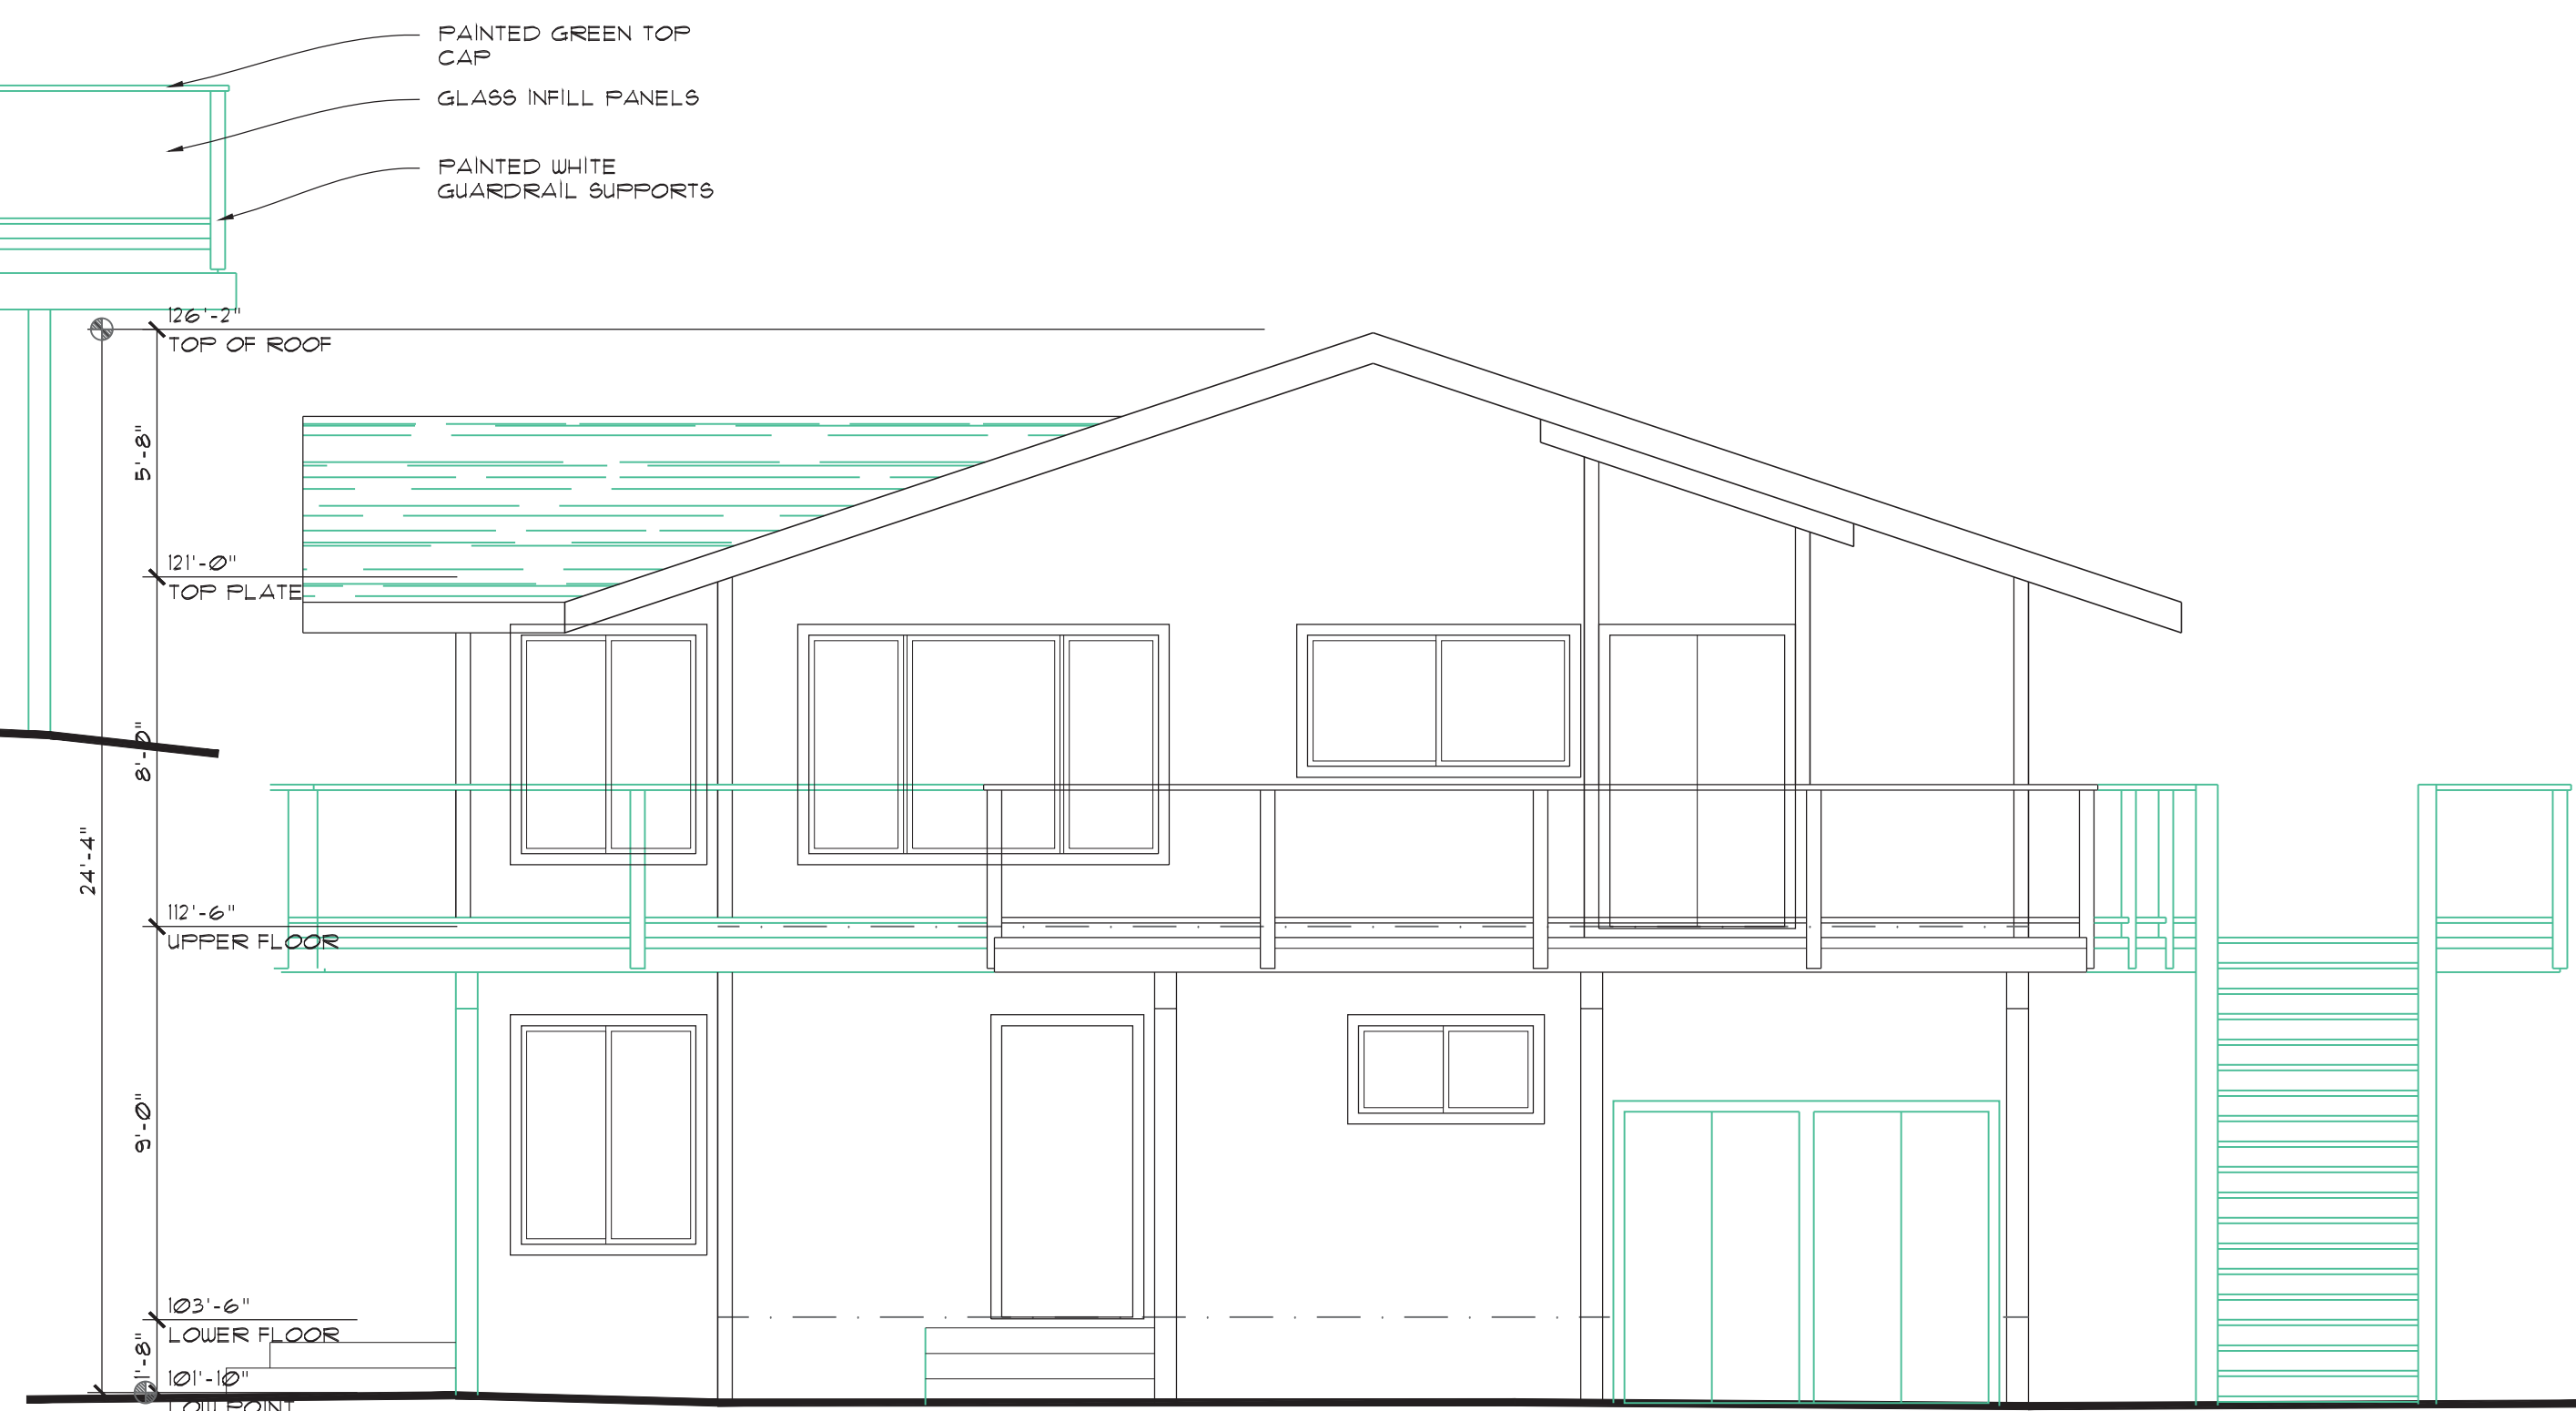 PAINTED GREEN TOP
CAP
GLASS INFILL PANELS
PAINTED WHITE
GUARDRAIL SUPPORTS
126'-2"
TOP OF ROOF
5'-8"
121'-0"
TOP PLATE
8'-0"
24'-4"
112'-6"
UPPER FLOOR
9'-0"
103'-6"
LOWER FLOOR
1'-8"
101'-10"
LOW POINT